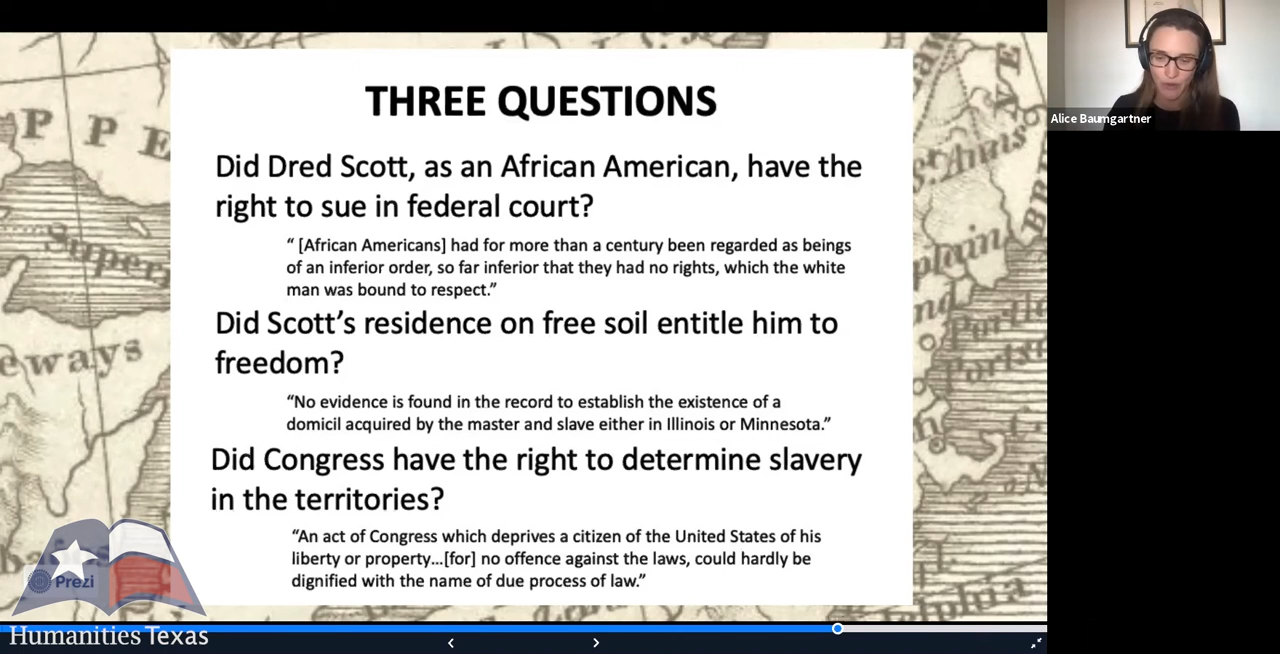 THREE QUESTIONS
Did Dred Scott, as an African American, have the
right to sue in federal court?
“ [African Americans] had for more than a century been regarded as beings
of an inferior order, so far inferior that they had no rights, which the white
man was bound to respect.”
Did Scott’s residence on free soil entitle him to
freedom?
“No evidence is found in the record to establish the existence of a
domicil acquired by the master and slave either in Illinois or Minnesota.”
Did Congress have the right to determine slavery
in the territories?
“An act of Congress which deprives a citizen of the United States of his
liberty or property...[for] no offence against the laws, could hardly be
dignified with the name of due process of law.”
Alice Baumgartner
PPE
Superi
eways
plain
Prezi
Humanities Texas